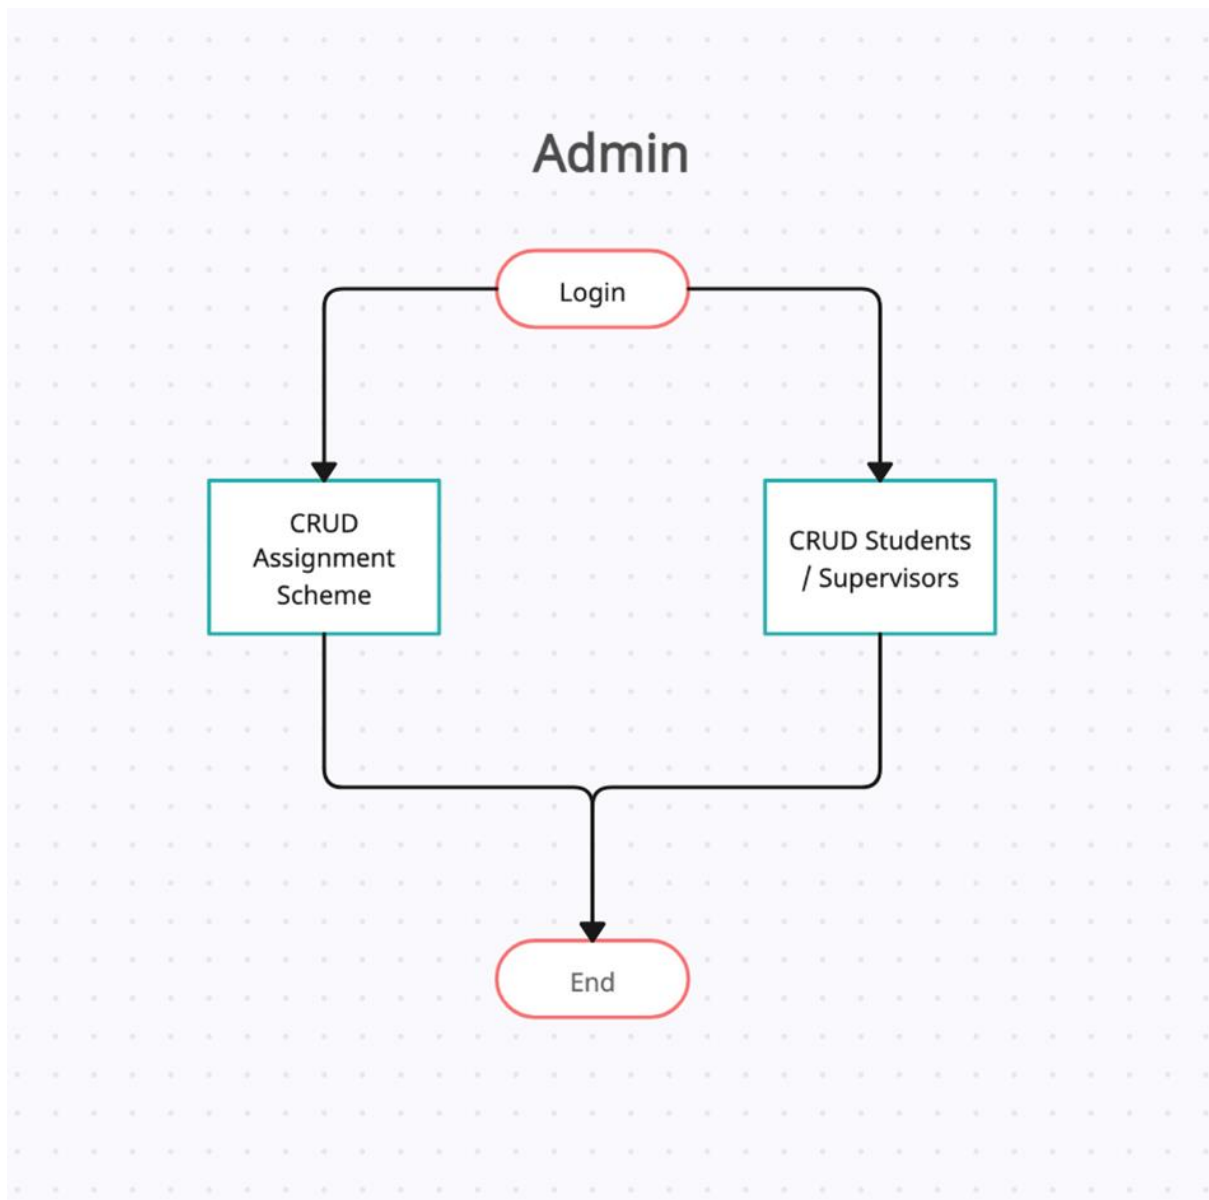 Admin
Login
CRUD
Assignment
Scheme
CRUD Students
/ Supervisors
End